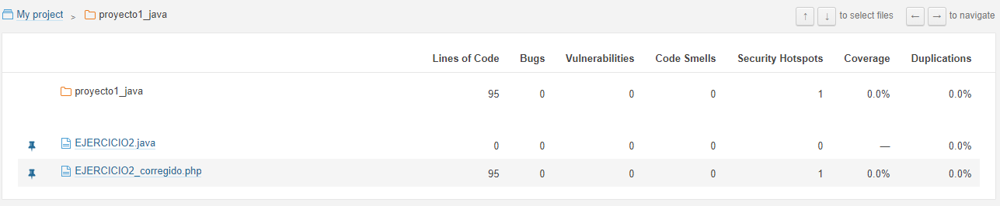 My project > proyecto1_java ↑ ↓ to select files ← → to navigate
Lines of Code Bugs Vulnerabilities Code Smells Security Hotspots Coverage Duplications
proyecto1_java 95 0 0 0 1 0.0% 0.0%
EJERCICIO2.java 0 0 0 0 0 — 0.0%
EJERCICIO2_corregido.php 95 0 0 0 1 0.0% 0.0%